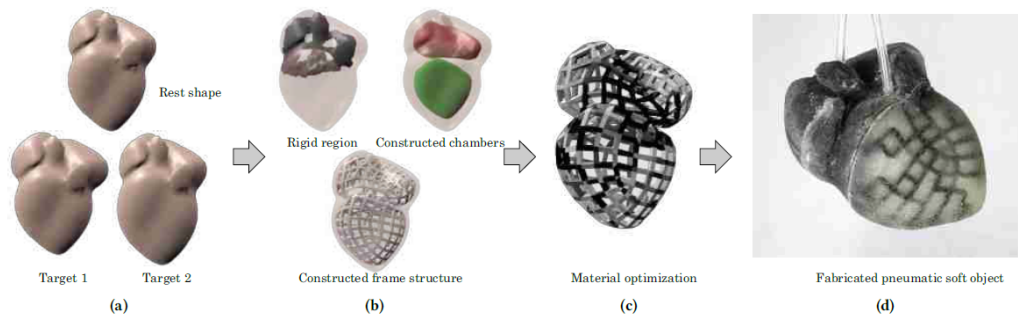 Rest shape
Target 1
Target 2
(a)
Rigid region
Constructed chambers
Constructed frame structure
(b)
Material optimization
(c)
Fabricated pneumatic soft object
(d)